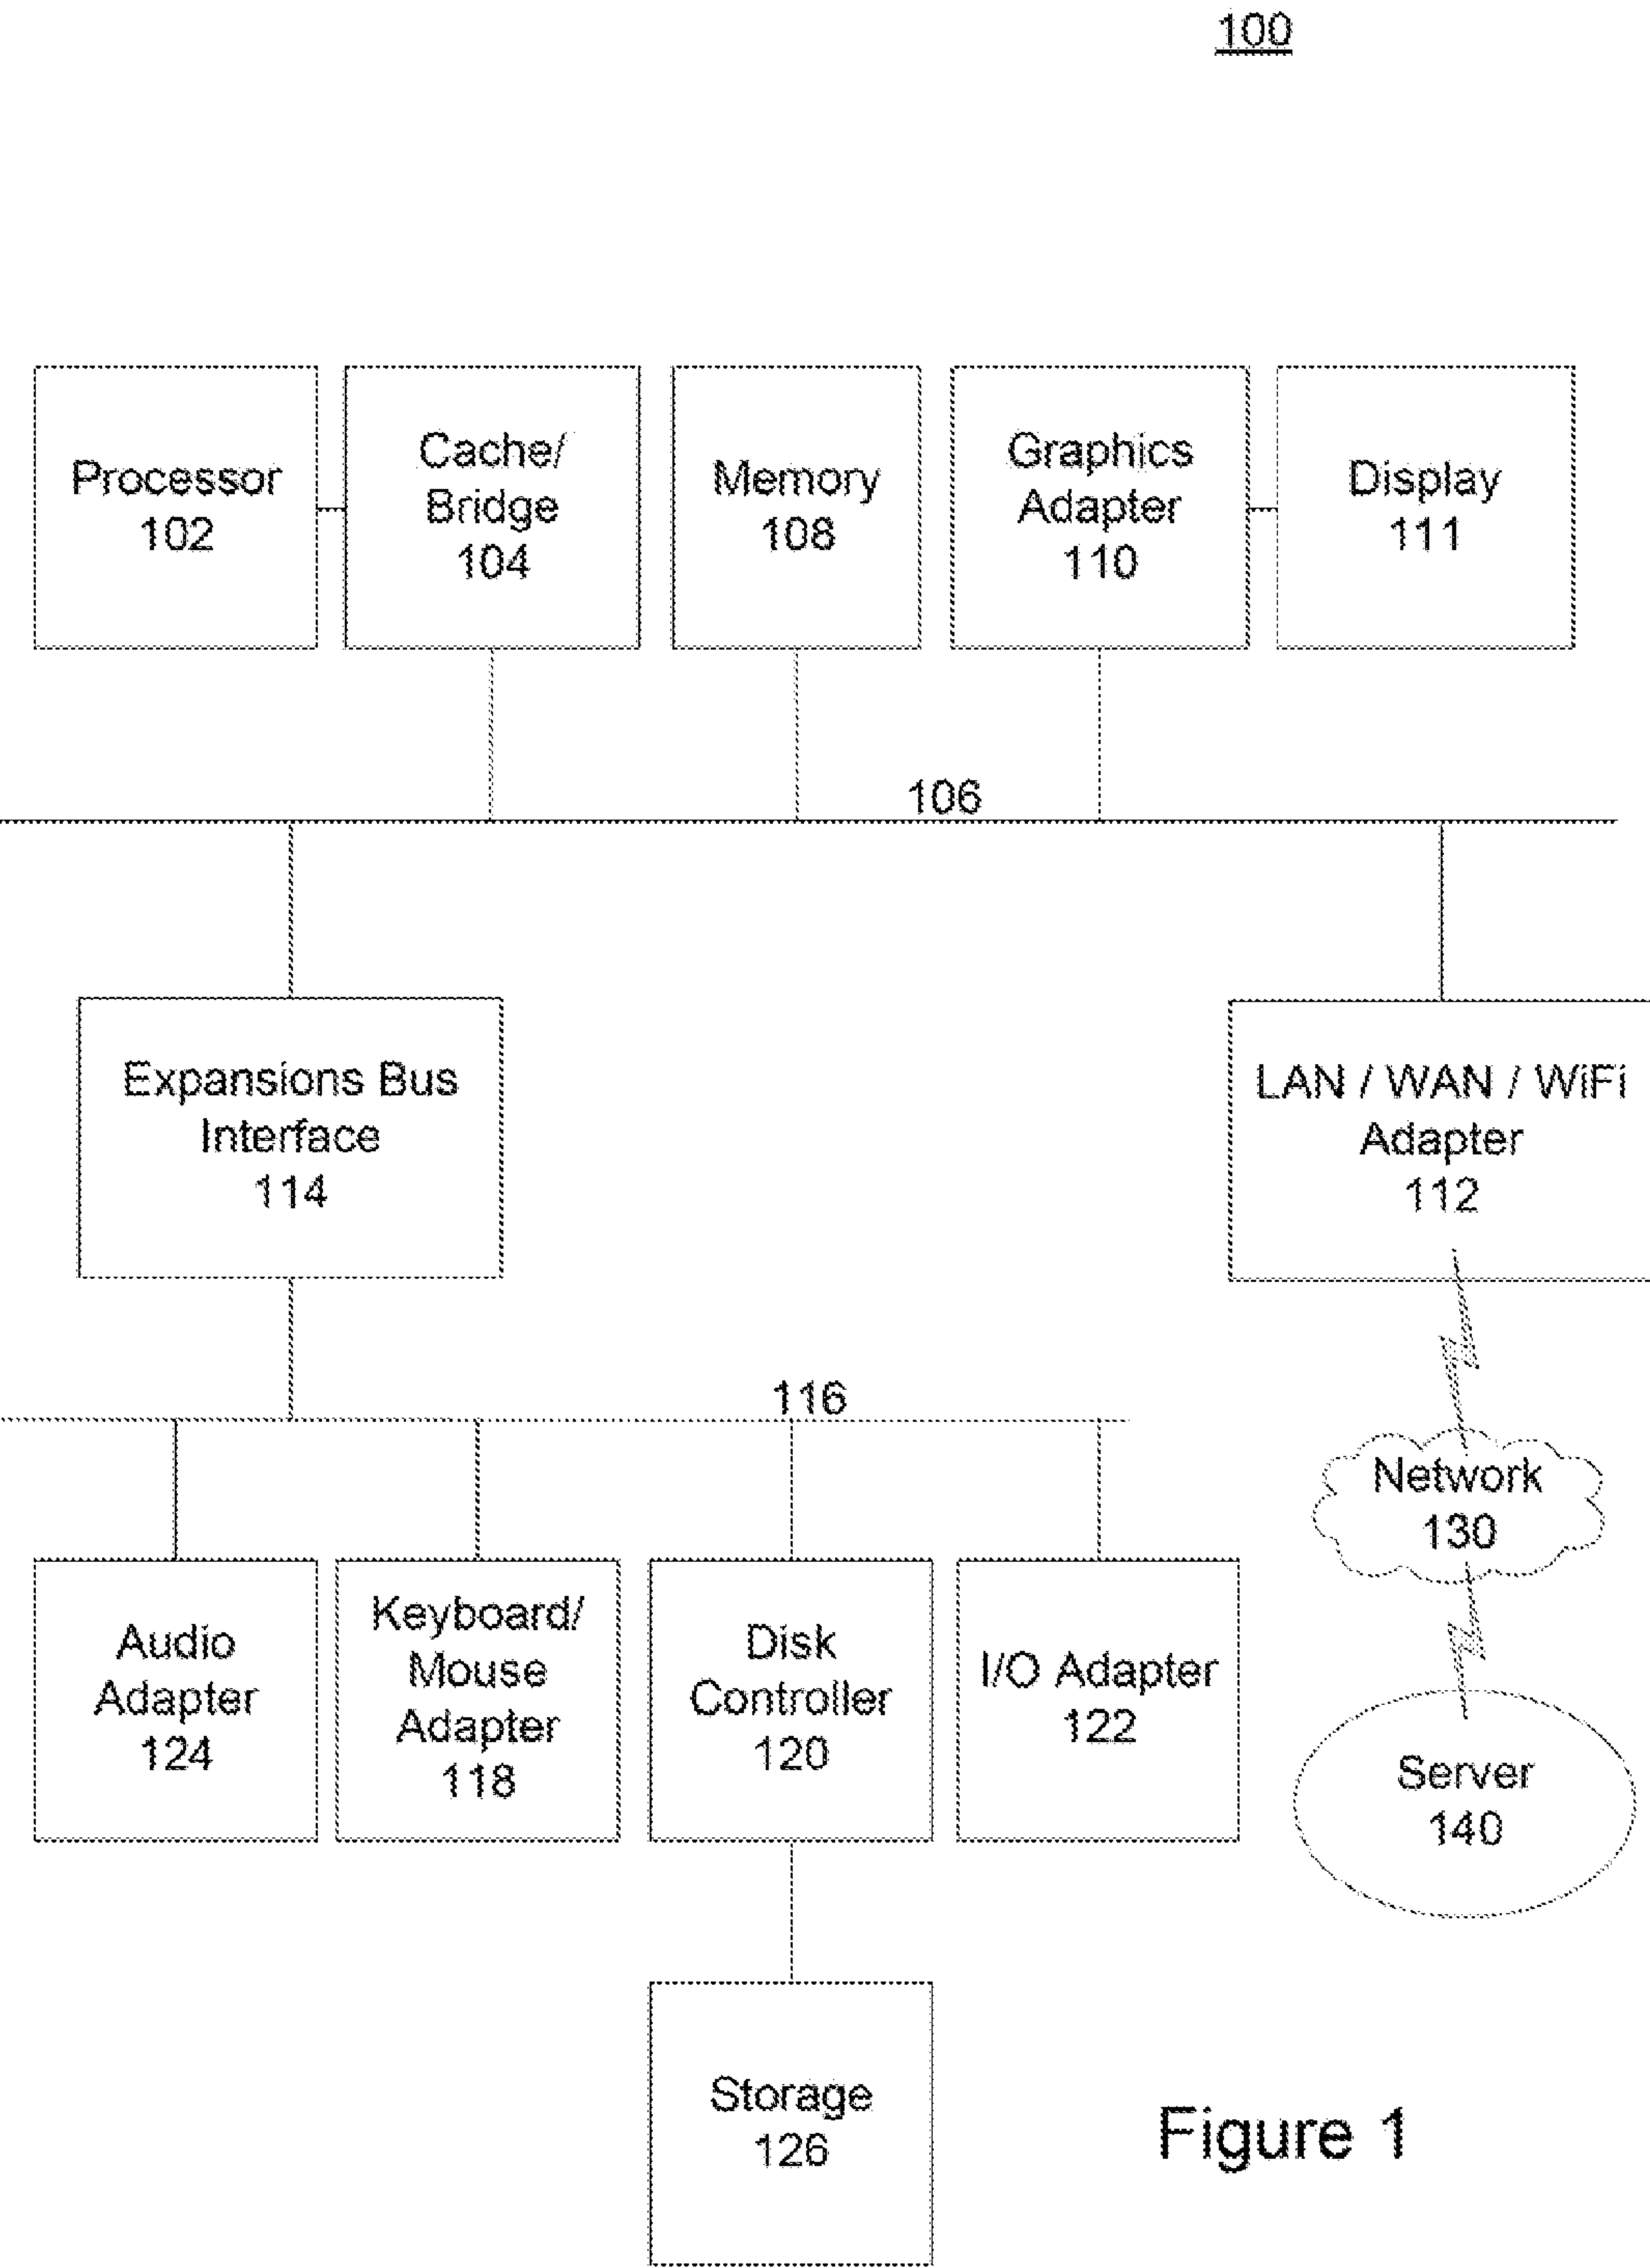 100
Processor
102
Cache/
Bridge
104
Memory
108
Graphics
Adapter
110
Display
111
106
Expansions Bus
Interface
114
LAN / WAN / WiFi
Adapter
112
116
Network
130
Audio
Adapter
124
Keyboard/
Mouse
Adapter
118
Disk
Controller
120
I/O Adapter
122
Server
140
Storage
126
Figure 1